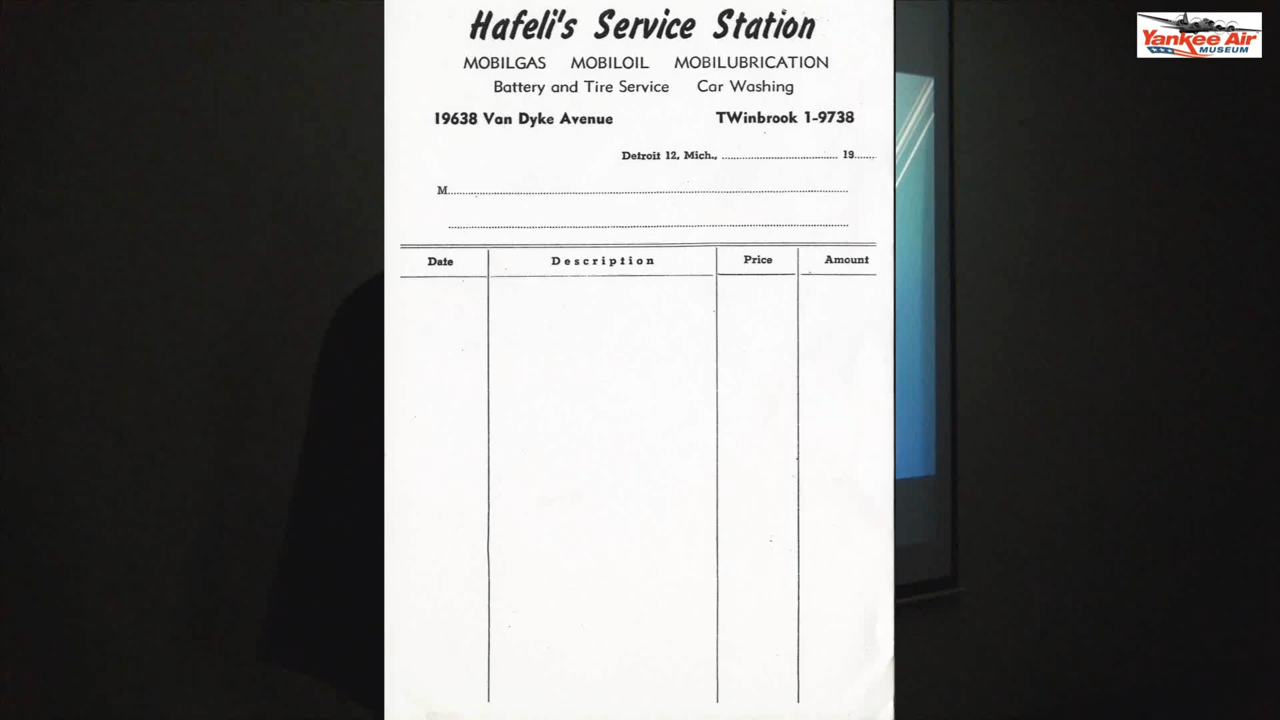 Hafeli's Service Station
MOBILGAS MOBILOIL MOBILUBRICATION
Battery and Tire Service Car Washing
19638 Van Dyke Avenue TWinbrook 1-9738
Detroit 12, Mich., ........................................ 19.......
M....................................................................................
....................................................................................
Date Description Price Amount
Yankee Air
MUSEUM